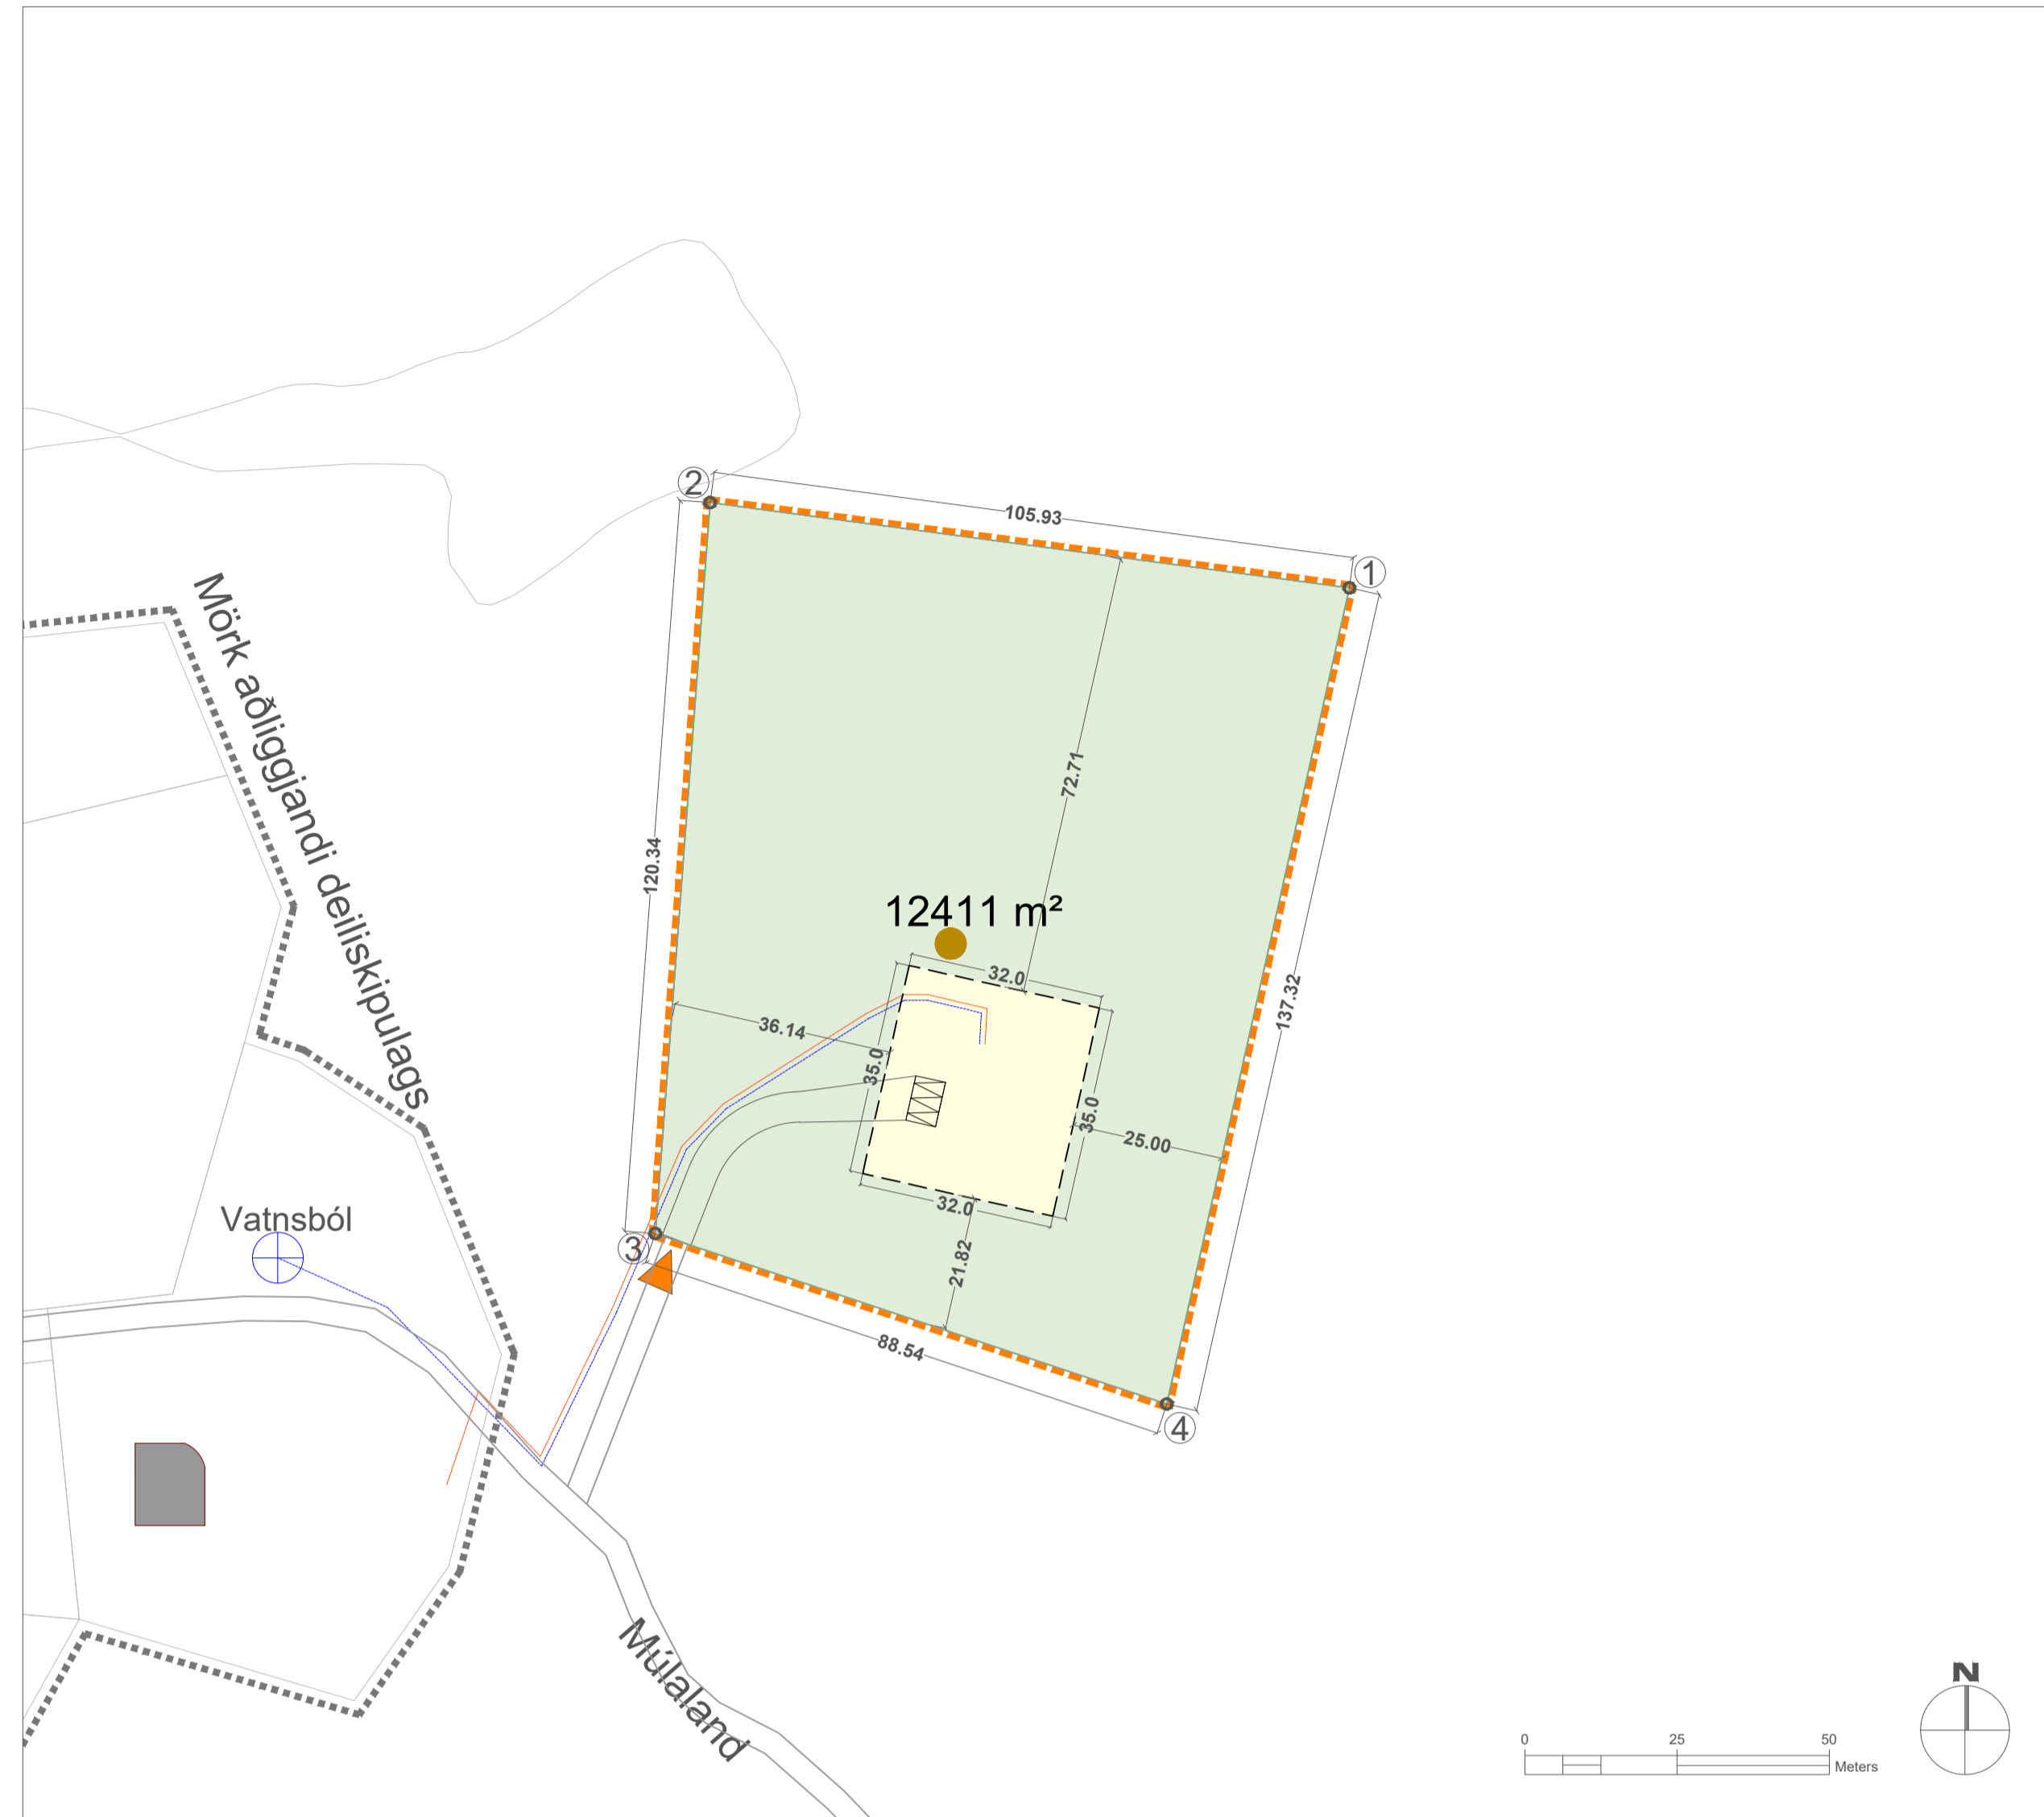 2
105.93
1
Mörk aðliggjandi deiliskipulags
72.71
120.34
12411 m²
32.0
137.32
36.14
35.0
35.0
25.00
Vatnsból
32.0
3
21.82
88.54
4
Múlaland
N
0 25 50
Meters